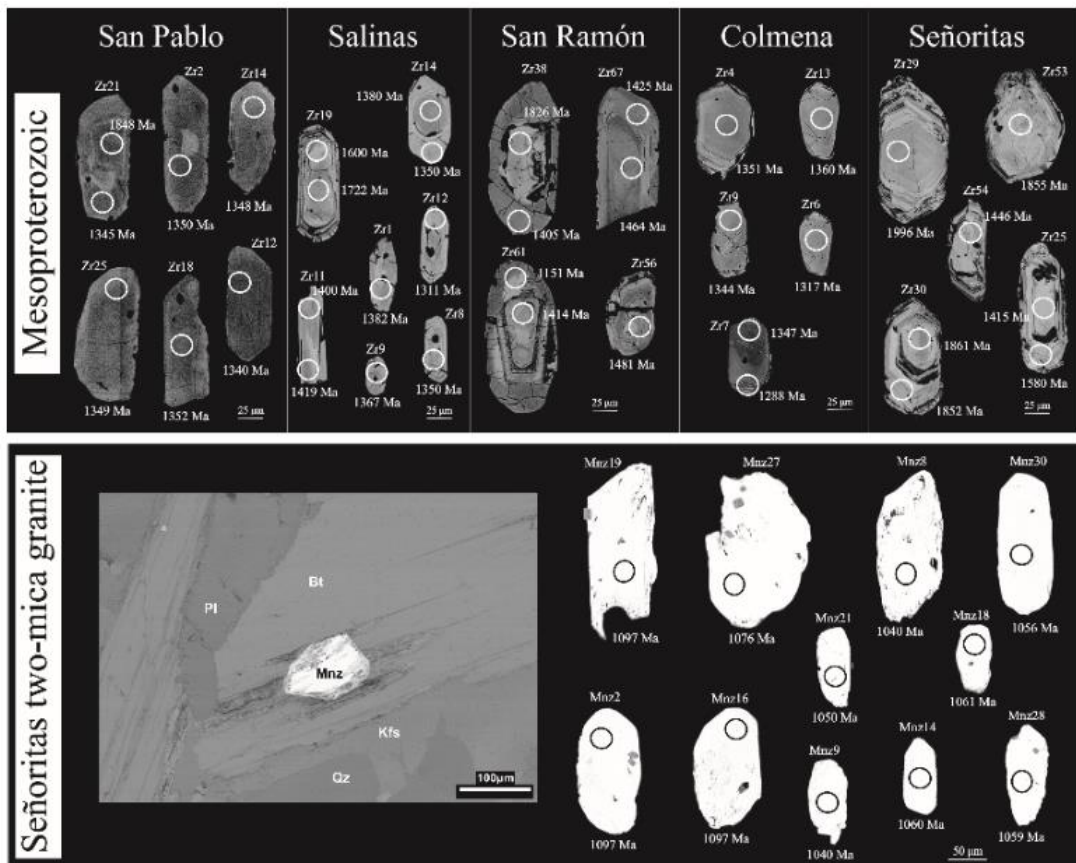 Mesoproterozoic
San Pablo
Zr21
1848 Ma
1345 Ma
Zr2
1350 Ma
Zr14
1348 Ma
Zr25
1349 Ma
Zr18
1352 Ma
Zr12
1340 Ma
25 µm
Salinas
Zr14
1380 Ma
1350 Ma
Zr19
1600 Ma
1722 Ma
Zr12
1311 Ma
Zr1
1382 Ma
Zr11
1400 Ma
1419 Ma
Zr9
1367 Ma
Zr8
1350 Ma
25 µm
San Ramón
Zr38
1826 Ma
1405 Ma
Zr67
1425 Ma
1464 Ma
Zr61
1151 Ma
1414 Ma
Zr56
1481 Ma
25 µm
Colmena
Zr4
1351 Ma
Zr13
1360 Ma
Zr9
1344 Ma
Zr6
1317 Ma
Zr7
1347 Ma
1288 Ma
25 µm
Señoritas
Zr29
1996 Ma
Zr53
1855 Ma
Zr54
1446 Ma
Zr25
1415 Ma
1580 Ma
Zr30
1861 Ma
1852 Ma
25 µm
Señoritas two-mica granite
Bt
Pl
Mnz
Kfs
Qz
100µm
Mnz19
1097 Ma
Mnz27
1076 Ma
Mnz8
1040 Ma
Mnz30
1056 Ma
Mnz21
1050 Ma
Mnz18
1061 Ma
Mnz2
1097 Ma
Mnz16
1097 Ma
Mnz9
1040 Ma
Mnz14
1060 Ma
Mnz28
1059 Ma
50 µm